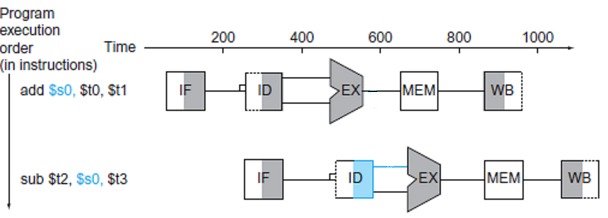 Program
execution
order
(in instructions)
Time
200 400 600 800 1000
add $s0, $t0, $t1
IF ID EX MEM WB
sub $t2, $s0, $t3
IF ID EX MEM WB